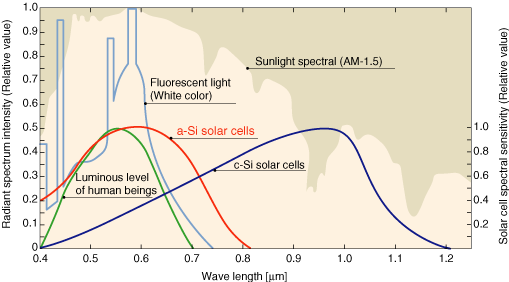 Radiant spectrum intensity (Relative value)
1.0
0.9
0.8
0.7
0.6
0.5
0.4
0.3
0.2
0.1
0
Sunlight spectral (AM-1.5)
Fluorescent light
(White color)
a-Si solar cells
c-Si solar cells
Luminous level
of human beings
1.0
0.8
0.6
0.4
0.2
Solar cell spectral sensitivity (Relative value)
0.4 0.5 0.6 0.7 0.8 0.9 1.0 1.1 1.2
Wave length [μm]